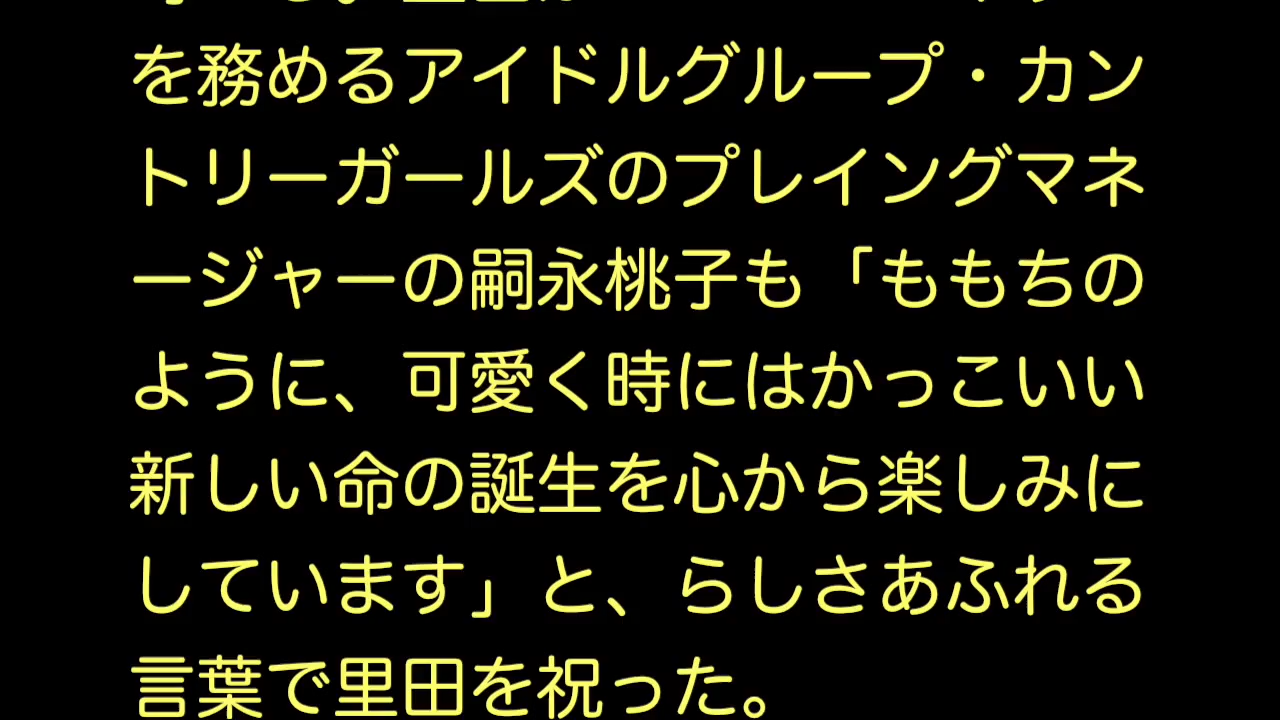 を務めるアイドルグループ・カン
トリーガールズのプレイングマネ
ージャーの嗣永桃子も「ももちの
ように、可愛く時にはかっこいい
新しい命の誕生を心から楽しみに
しています」と、らしさあふれる
言葉で里田を祝った。